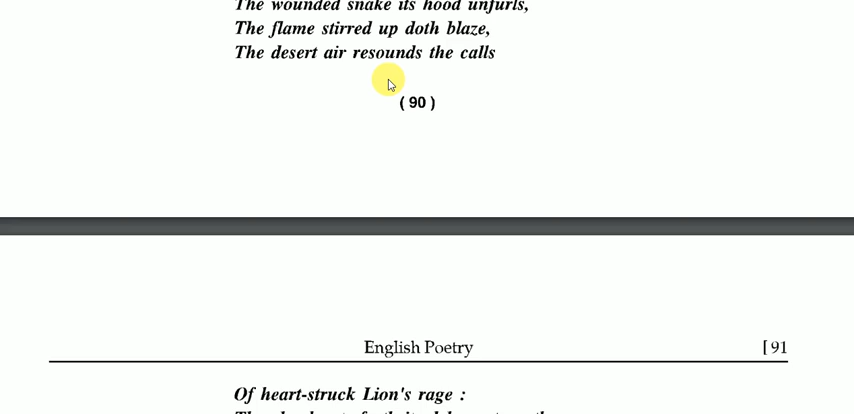 The wounded snake its hood unfurls,
The flame stirred up doth blaze,
The desert air resounds the calls
( 90 )
English Poetry [ 91
Of heart-struck Lion's rage :